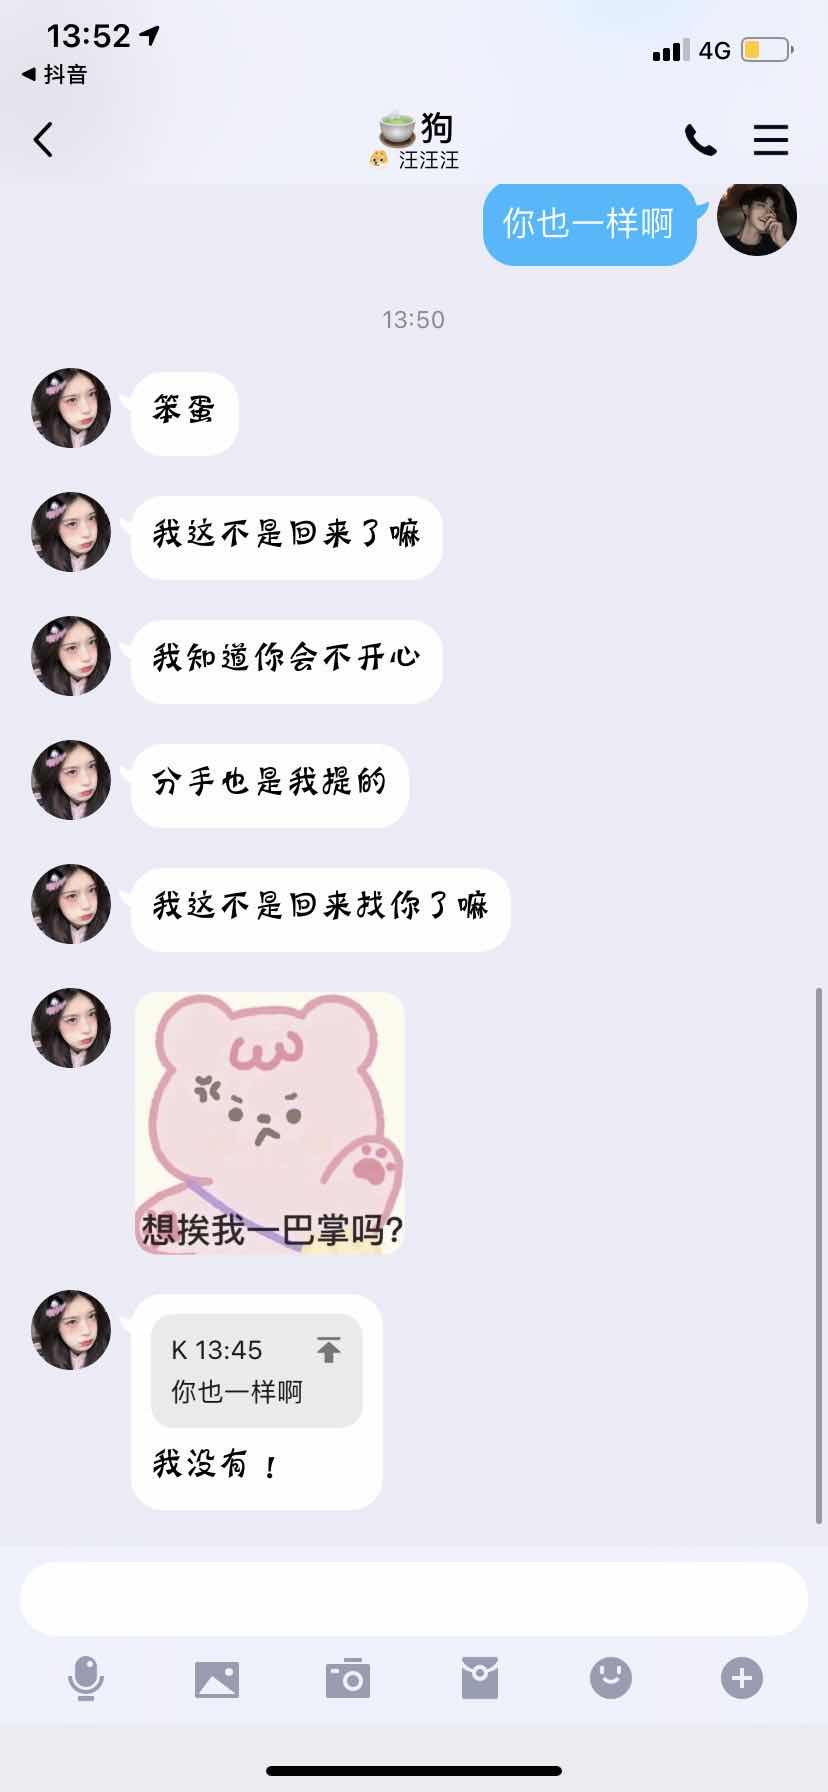 13:52
4G
抖音
🍵狗
汪汪汪
你也一样啊
13:50
笨蛋
我这不是回来了嘛
我知道你会不开心
分手也是我提的
我这不是回来找你了嘛
想挨我一巴掌吗?
K 13:45
你也一样啊
我没有！